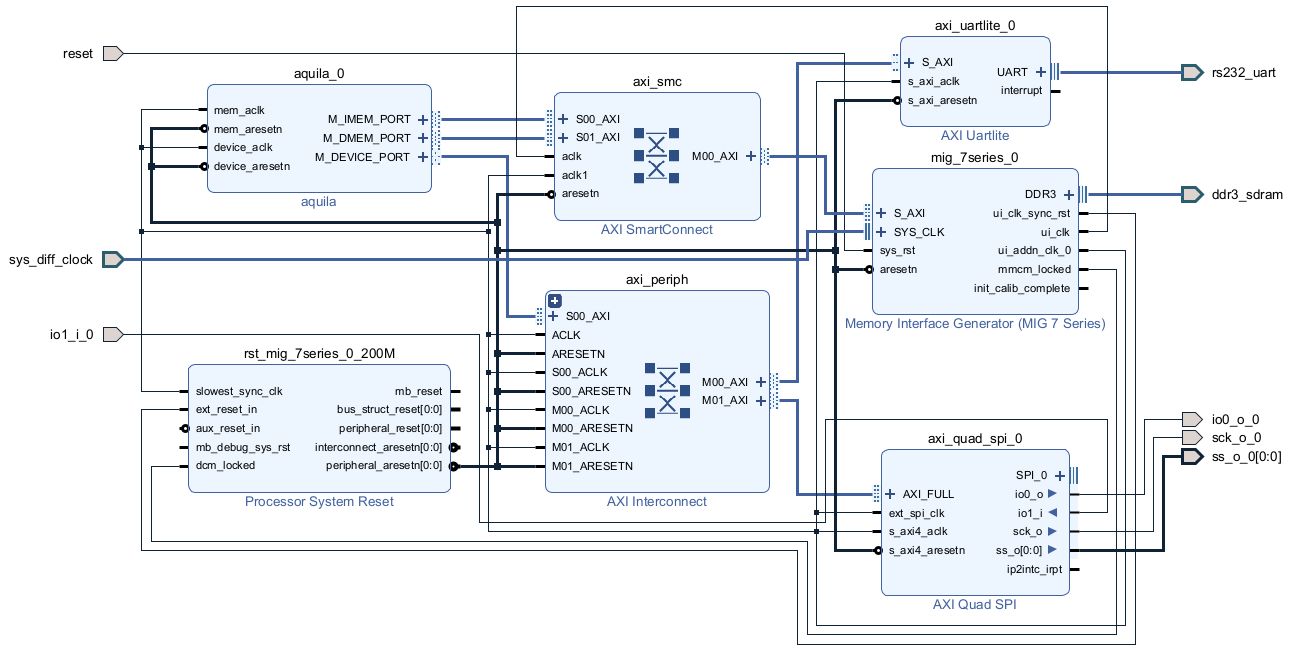 reset
sys_diff_clock
io1_i_0
aquila_0
mem_aclk
mem_aresetn
device_aclk
device_aresetn
M_IMEM_PORT
M_DMEM_PORT
M_DEVICE_PORT
aquila
axi_smc
S00_AXI
S01_AXI
aclk
aclk1
aresetn
M00_AXI
AXI SmartConnect
axi_uartlite_0
S_AXI
s_axi_aclk
s_axi_aresetn
UART
interrupt
AXI Uartlite
rs232_uart
mig_7series_0
S_AXI
SYS_CLK
sys_rst
aresetn
DDR3
ui_clk_sync_rst
ui_clk
ui_addn_clk_0
mmcm_locked
init_calib_complete
Memory Interface Generator (MIG 7 Series)
ddr3_sdram
axi_periph
S00_AXI
ACLK
ARESETN
S00_ACLK
S00_ARESETN
M00_ACLK
M00_ARESETN
M01_ACLK
M01_ARESETN
M00_AXI
M01_AXI
AXI Interconnect
rst_mig_7series_0_200M
slowest_sync_clk
ext_reset_in
aux_reset_in
mb_debug_sys_rst
dcm_locked
mb_reset
bus_struct_reset[0:0]
peripheral_reset[0:0]
interconnect_aresetn[0:0]
peripheral_aresetn[0:0]
Processor System Reset
axi_quad_spi_0
AXI_FULL
ext_spi_clk
s_axi4_aclk
s_axi4_aresetn
SPI_0
io0_o
io1_i
sck_o
ss_o[0:0]
ip2intc_irpt
AXI Quad SPI
io0_o_0
sck_o_0
ss_o_0[0:0]